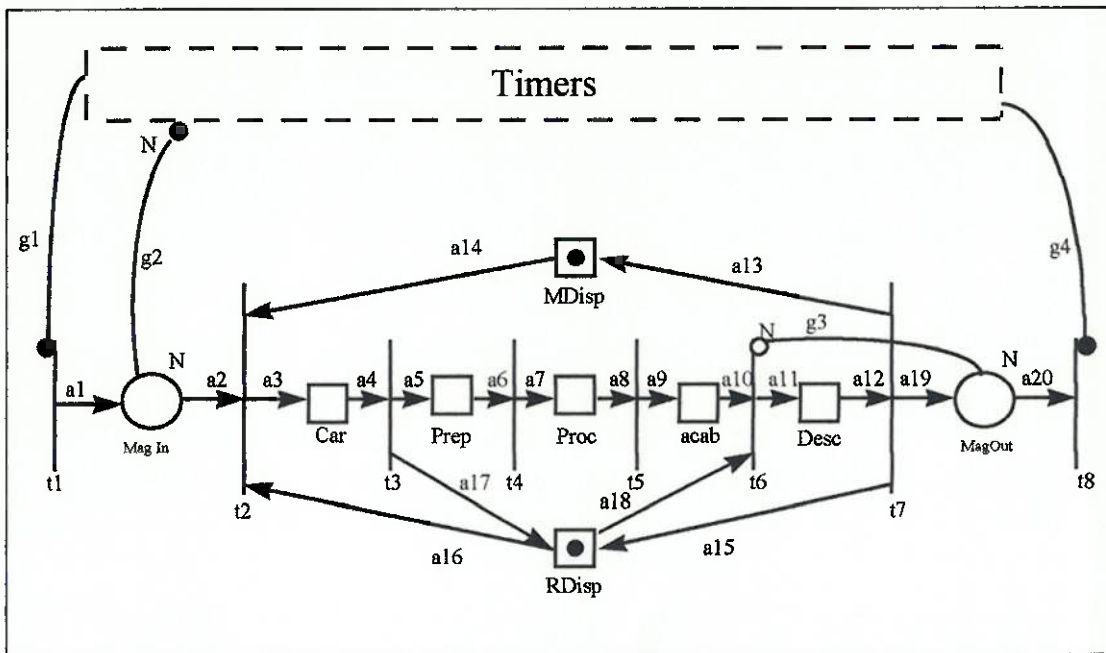 Timers
N
g1
g2
a14
MDisp
a13
g4
N
N
g3
N
a1
a2
a3
a4
a5
a6
a7
a8
a9
a10
a11
a12
a19
a20
Mag In
Car
Prep
Proc
acab
Desc
MagOut
t1
t2
t3
a17
t4
t5
a18
t6
t7
t8
a16
RDisp
a15